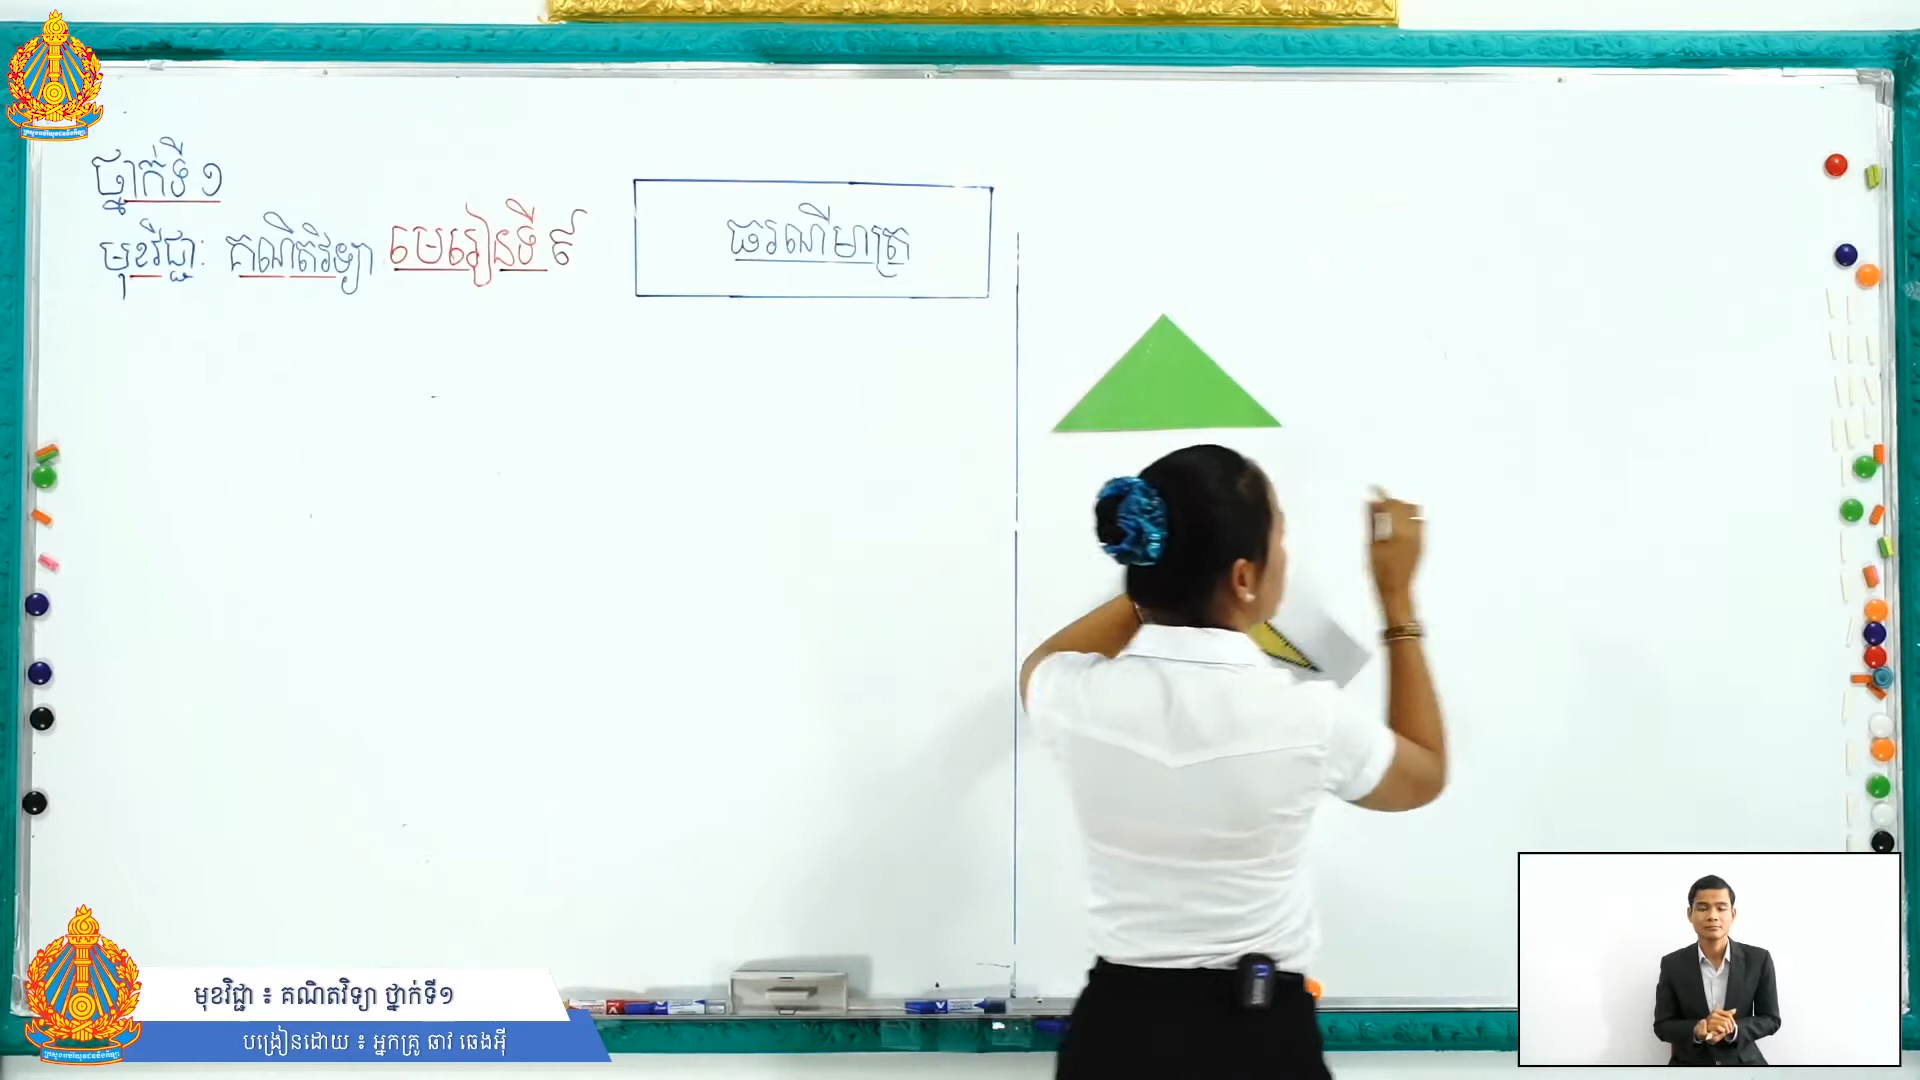 ថ្នាក់ទី ១
មុខវិជ្ជា: គណិតវិទ្យា មេរៀនទី ៩
ធរណីមាត្រ
មុខវិជ្ជា ៖ គណិតវិទ្យា ថ្នាក់ទី១
បង្រៀនដោយ ៖ អ្នកគ្រូ ឆាវ ឆេងអ៊ី